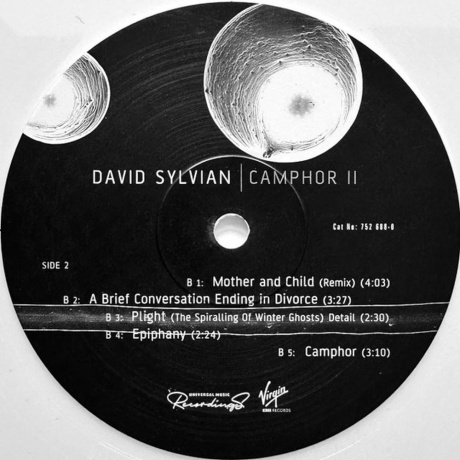 DAVID SYLVIAN | CAMPHOR II
Cat No: 752 698-0
SIDE 2
B 1: Mother and Child (Remix) (4:03)
B 2: A Brief Conversation Ending in Divorce (3:27)
B 3: Plight (The Spiralling Of Winter Ghosts) Detail (2:30)
B 4: Epiphany (2:24)
B 5: Camphor (3:10)
UNIVERSAL MUSIC
Recordings
Virgin
RECORDS